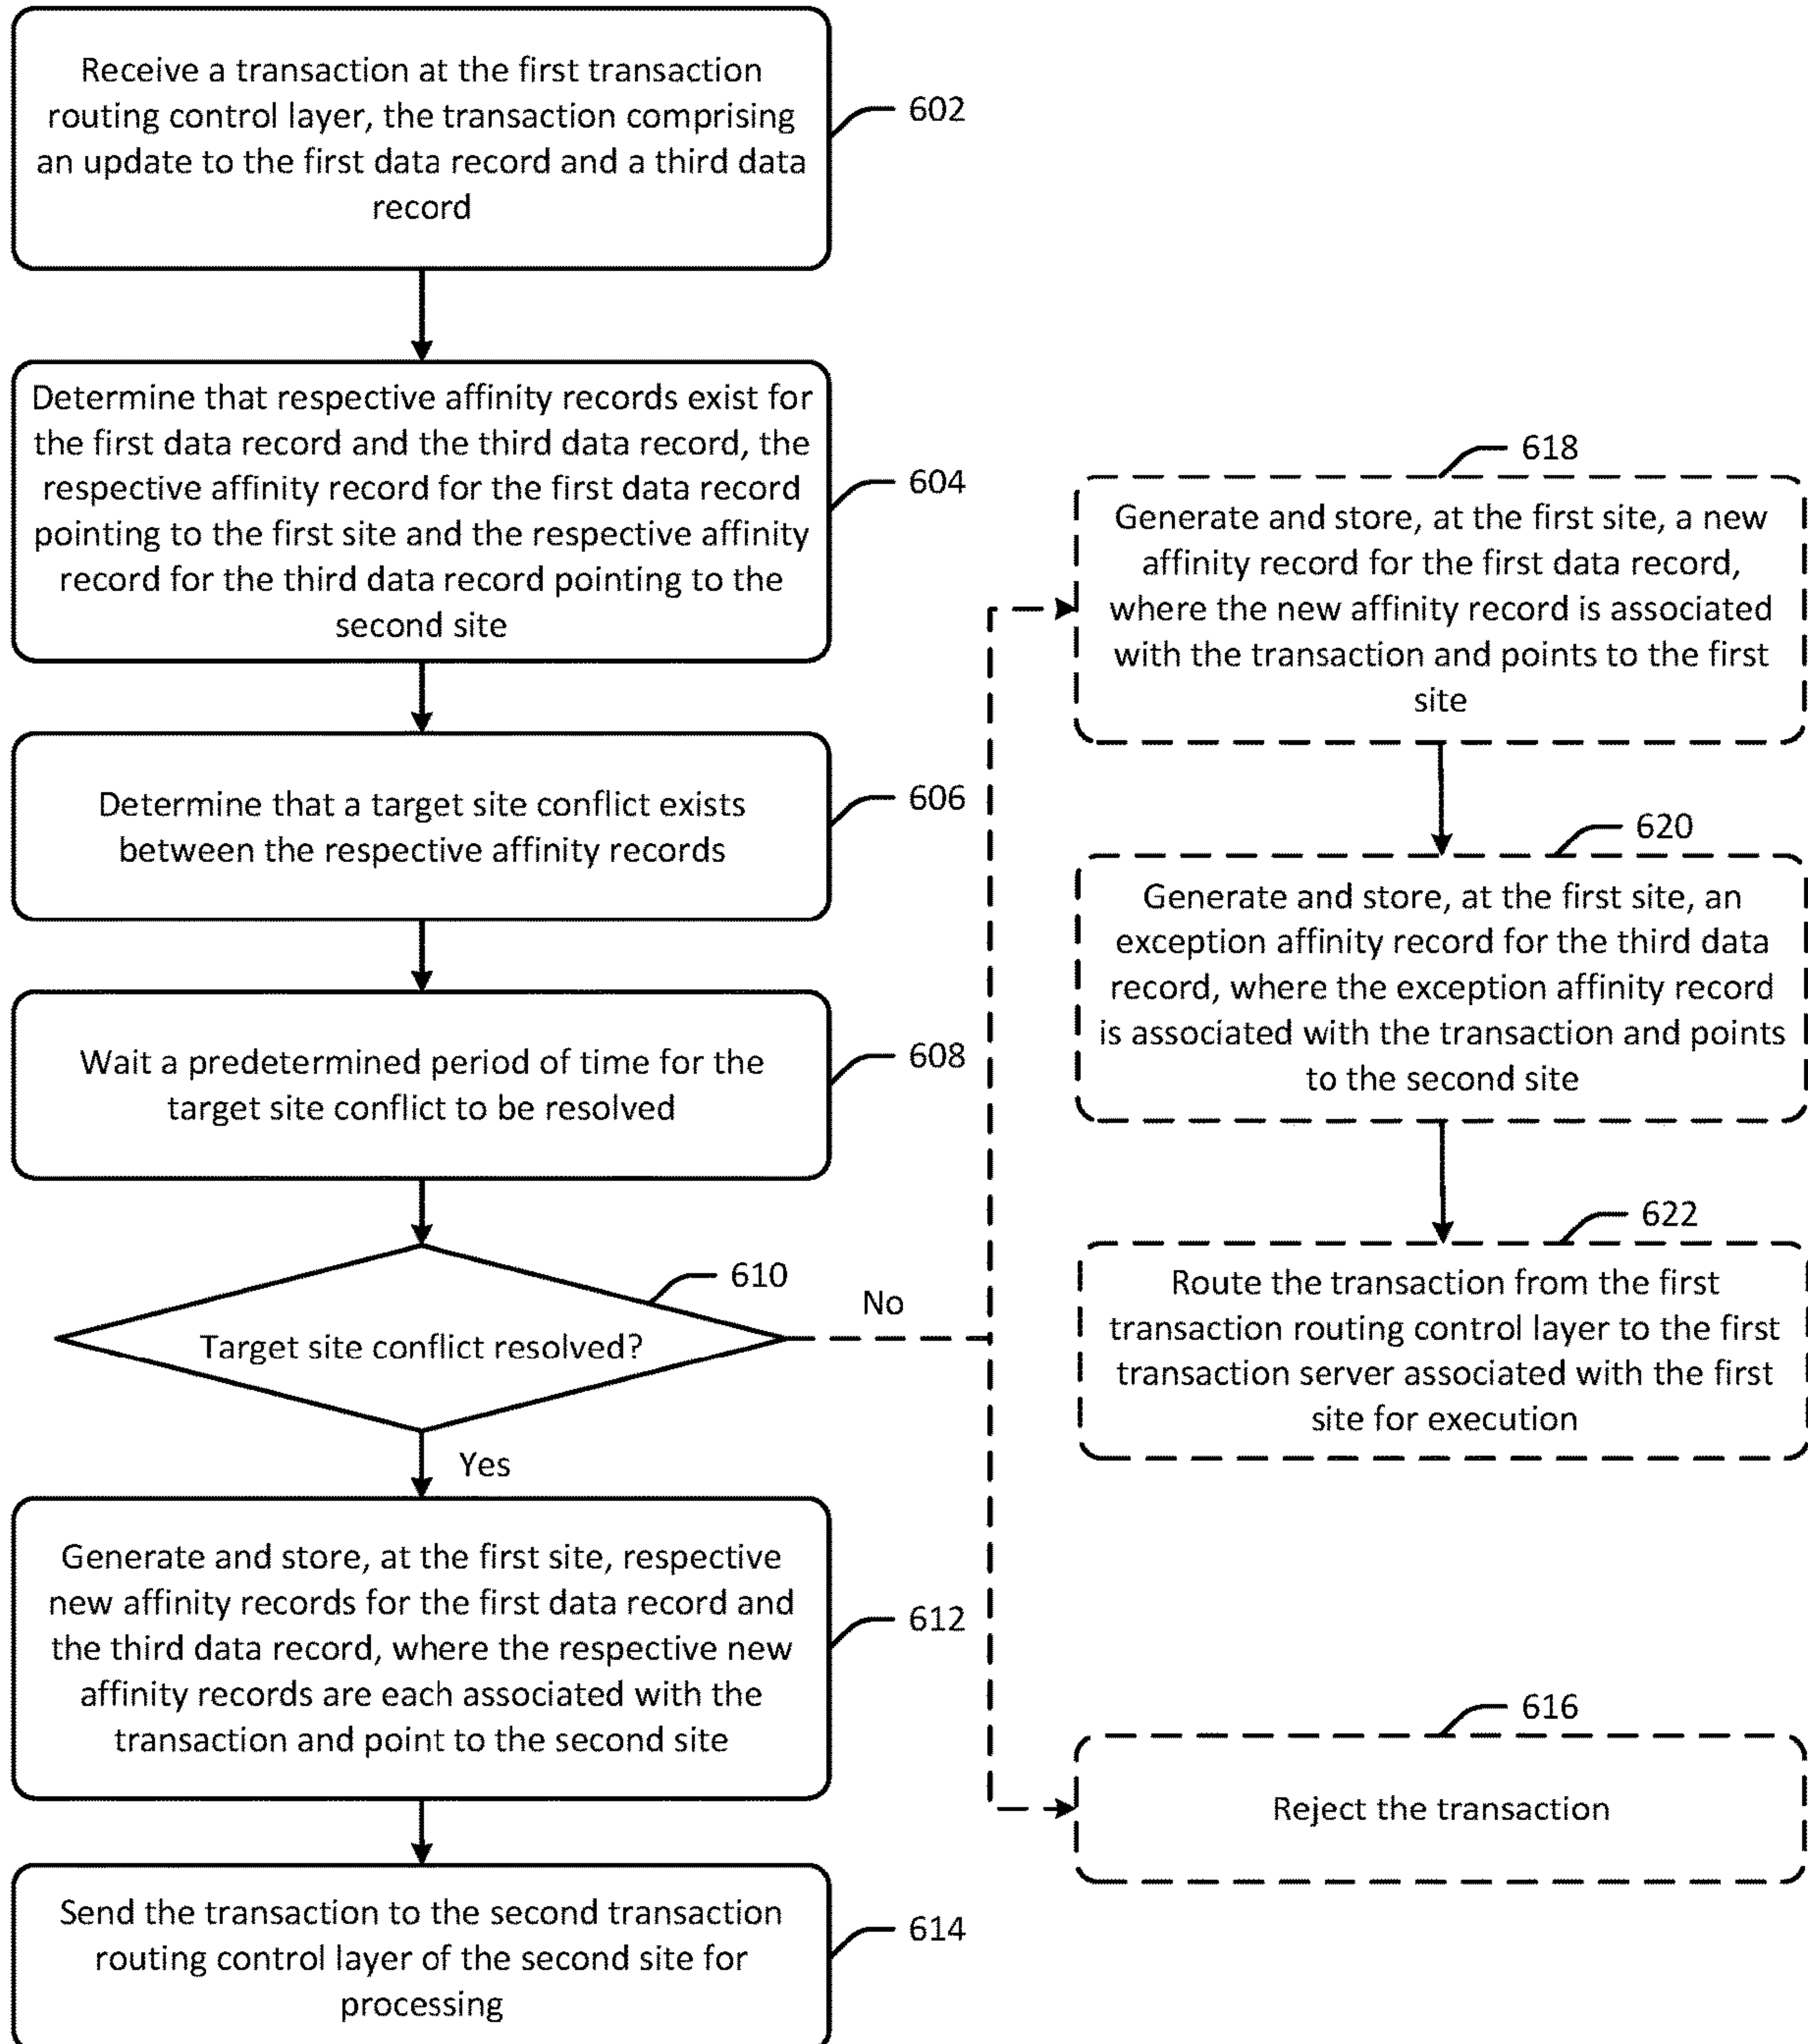 Receive a transaction at the first transaction
routing control layer, the transaction comprising
an update to the first data record and a third data
record
602
Determine that respective affinity records exist for
the first data record and the third data record, the
respective affinity record for the first data record
pointing to the first site and the respective affinity
record for the third data record pointing to the
second site
604
Determine that a target site conflict exists
between the respective affinity records
606
Wait a predetermined period of time for the
target site conflict to be resolved
608
Target site conflict resolved?
610
No
Yes
Generate and store, at the first site, respective
new affinity records for the first data record and
the third data record, where the respective new
affinity records are each associated with the
transaction and point to the second site
612
Send the transaction to the second transaction
routing control layer of the second site for
processing
614
618
Generate and store, at the first site, a new
affinity record for the first data record,
where the new affinity record is associated
with the transaction and points to the first
site
620
Generate and store, at the first site, an
exception affinity record for the third data
record, where the exception affinity record
is associated with the transaction and points
to the second site
622
Route the transaction from the first
transaction routing control layer to the first
transaction server associated with the first
site for execution
616
Reject the transaction